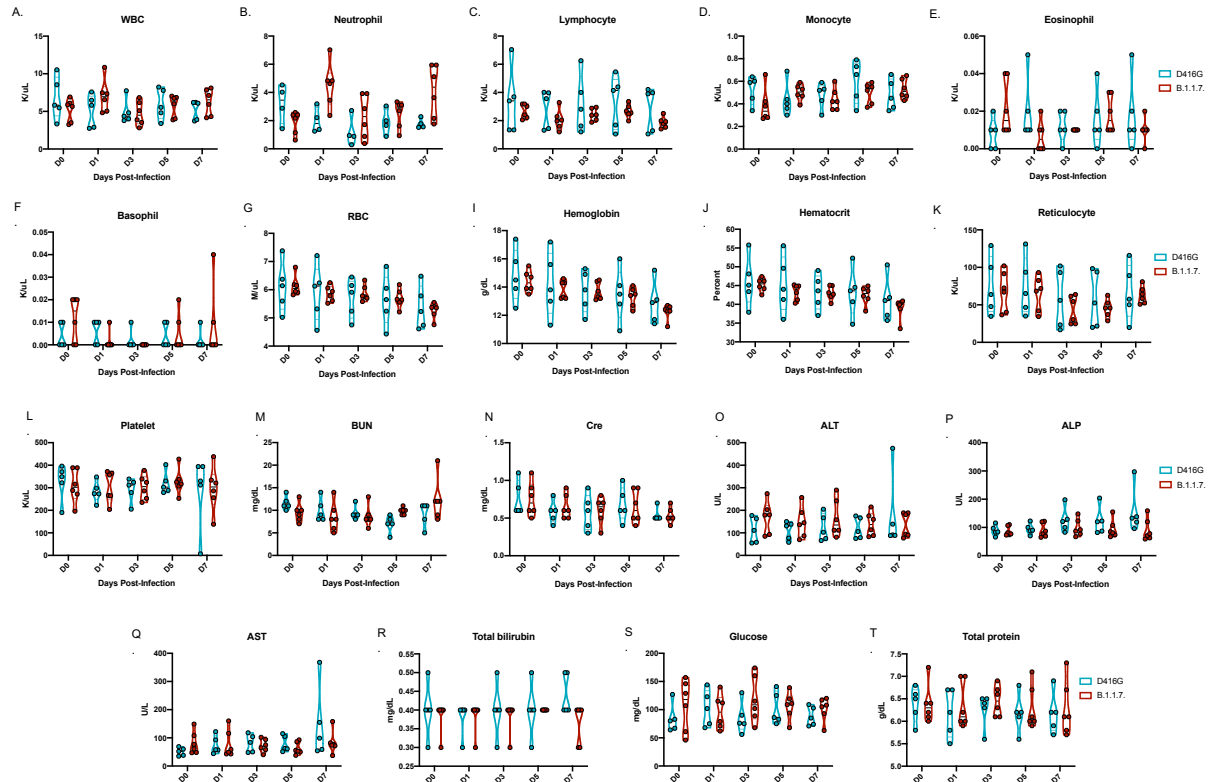 A.
WBC
K/uL
15
10
5
0
D0 D1 D3 D5 D7
Days Post-Infection
B.
Neutrophil
K/uL
8
6
4
2
0
D0 D1 D3 D5 D7
Days Post-Infection
C.
Lymphocyte
K/uL
8
6
4
2
0
D0 D1 D3 D5 D7
Days Post-Infection
D.
Monocyte
K/uL
1.0
0.8
0.6
0.4
0.2
0.0
D0 D1 D3 D5 D7
Days Post-Infection
E.
Eosinophil
K/uL
0.06
0.04
0.02
0.00
D0 D1 D3 D5 D7
Days Post-Infection
D416G
B.1.1.7.
F
.
Basophil
K/uL
0.05
0.04
0.03
0.02
0.01
0.00
D0 D1 D3 D5 D7
Days Post-Infection
G
.
RBC
M/uL
8
7
6
5
4
D0 D1 D3 D5 D7
Days Post-Infection
I
.
Hemoglobin
g/dL
18
16
14
12
10
D0 D1 D3 D5 D7
Days Post-Infection
J
.
Hematocrit
Percent
60
55
50
45
40
35
30
D0 D1 D3 D5 D7
Days Post-Infection
K
.
Reticulocyte
K/uL
150
100
50
0
D0 D1 D3 D5 D7
Days Post-Infection
D416G
B.1.1.7.
L
.
Platelet
K/uL
500
400
300
200
100
0
D0 D1 D3 D5 D7
Days Post-Infection
M
.
BUN
mg/dL
25
20
15
10
5
0
D0 D1 D3 D5 D7
Days Post-Infection
N
.
Cre
mg/dL
1.5
1.0
0.5
0.0
D0 D1 D3 D5 D7
Days Post-Infection
O
.
ALT
U/L
500
400
300
200
100
0
D0 D1 D3 D5 D7
Days Post-Infection
P
.
ALP
U/L
400
300
200
100
0
D0 D1 D3 D5 D7
Days Post-Infection
D416G
B.1.1.7.
Q
.
AST
U/L
400
300
200
100
0
D0 D1 D3 D5 D7
Days Post-Infection
R
.
Total bilirubin
mg/dL
0.55
0.50
0.45
0.40
0.35
0.30
0.25
D0 D1 D3 D5 D7
Days Post-Infection
S
.
Glucose
mg/dL
200
150
100
50
0
D0 D1 D3 D5 D7
Days Post-Infection
T
.
Total protein
g/dL
7.5
7.0
6.5
6.0
5.5
5.0
D0 D1 D3 D5 D7
Days Post-Infection
D416G
B.1.1.7.